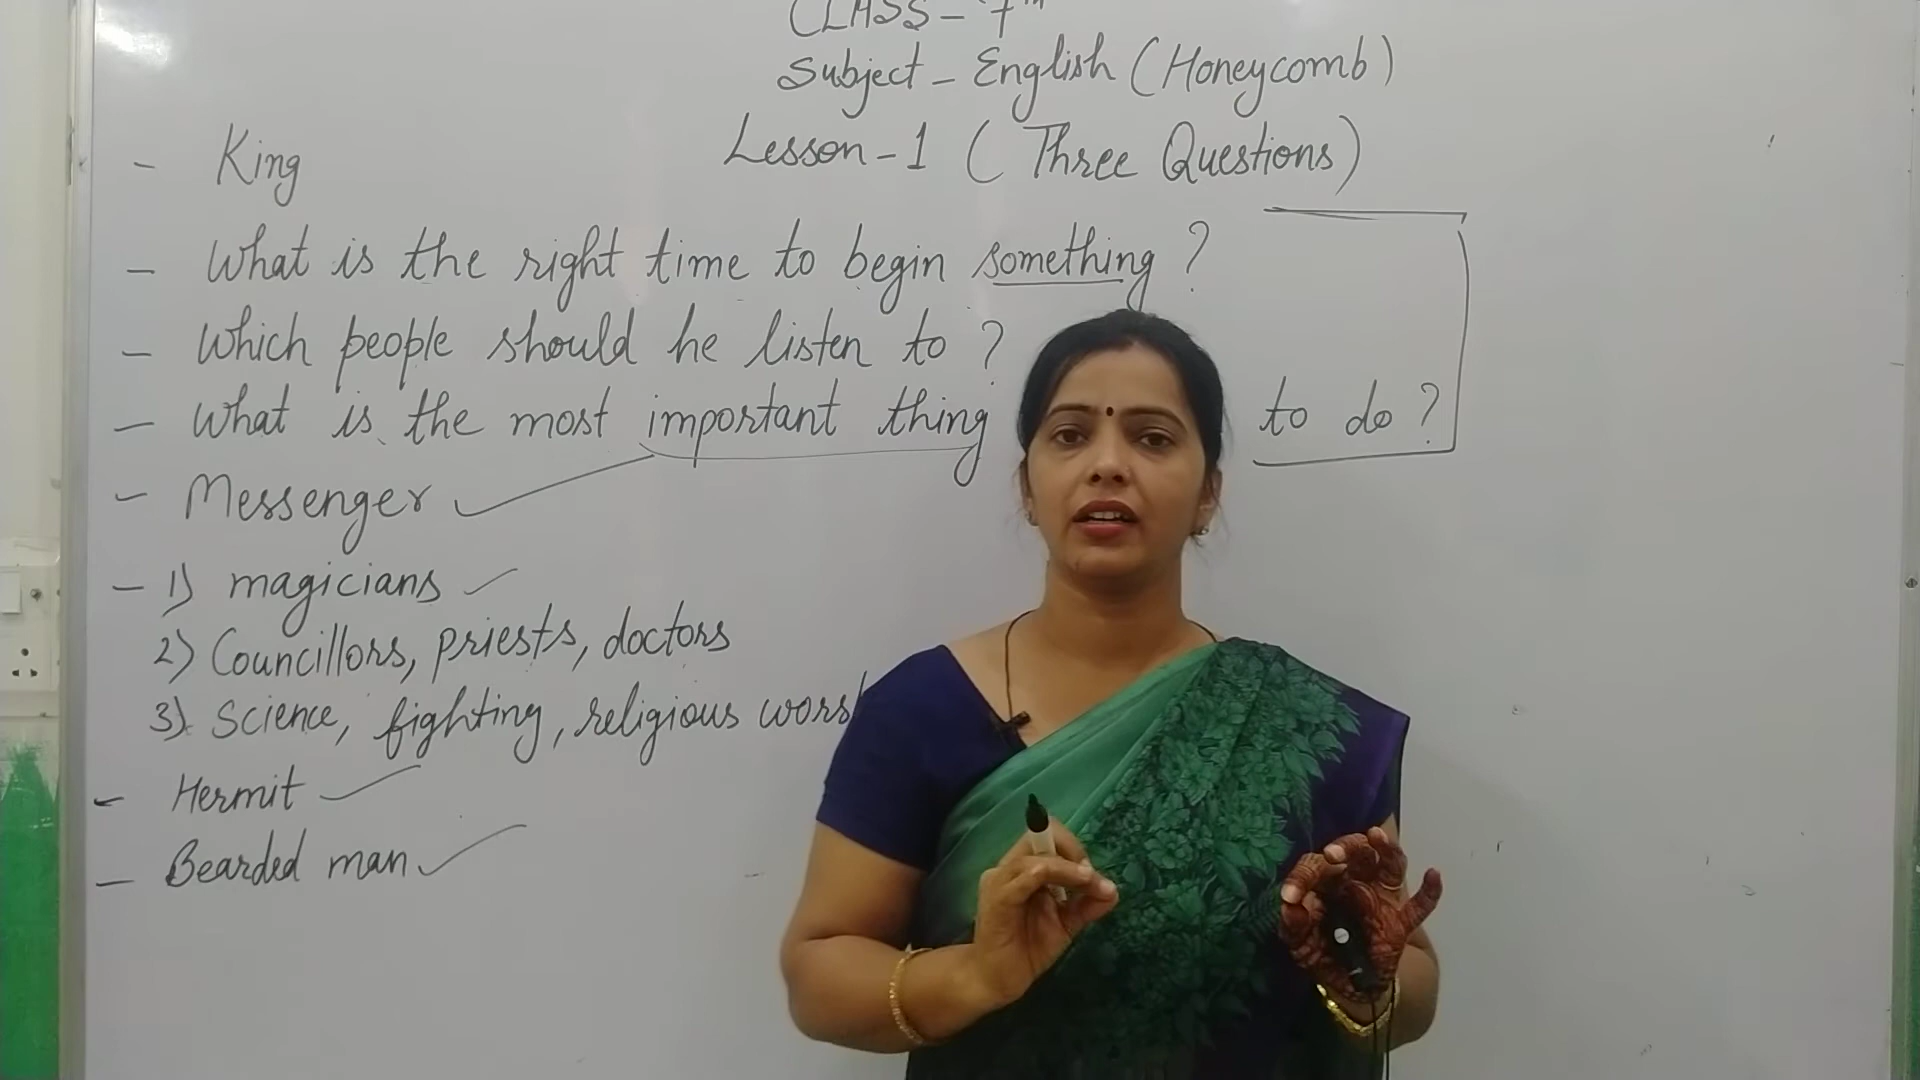 CLASS - 7th
Subject - English (Honeycomb)
Lesson - 1 (Three Questions)
- King
- What is the right time to begin something ?
- Which people should he listen to ?
- What is the most important thing to do ?
- Messenger
- 1) magicians
2) Councillors, priests, doctors
3) Science, fighting, religious
- Hermit
- Bearded man